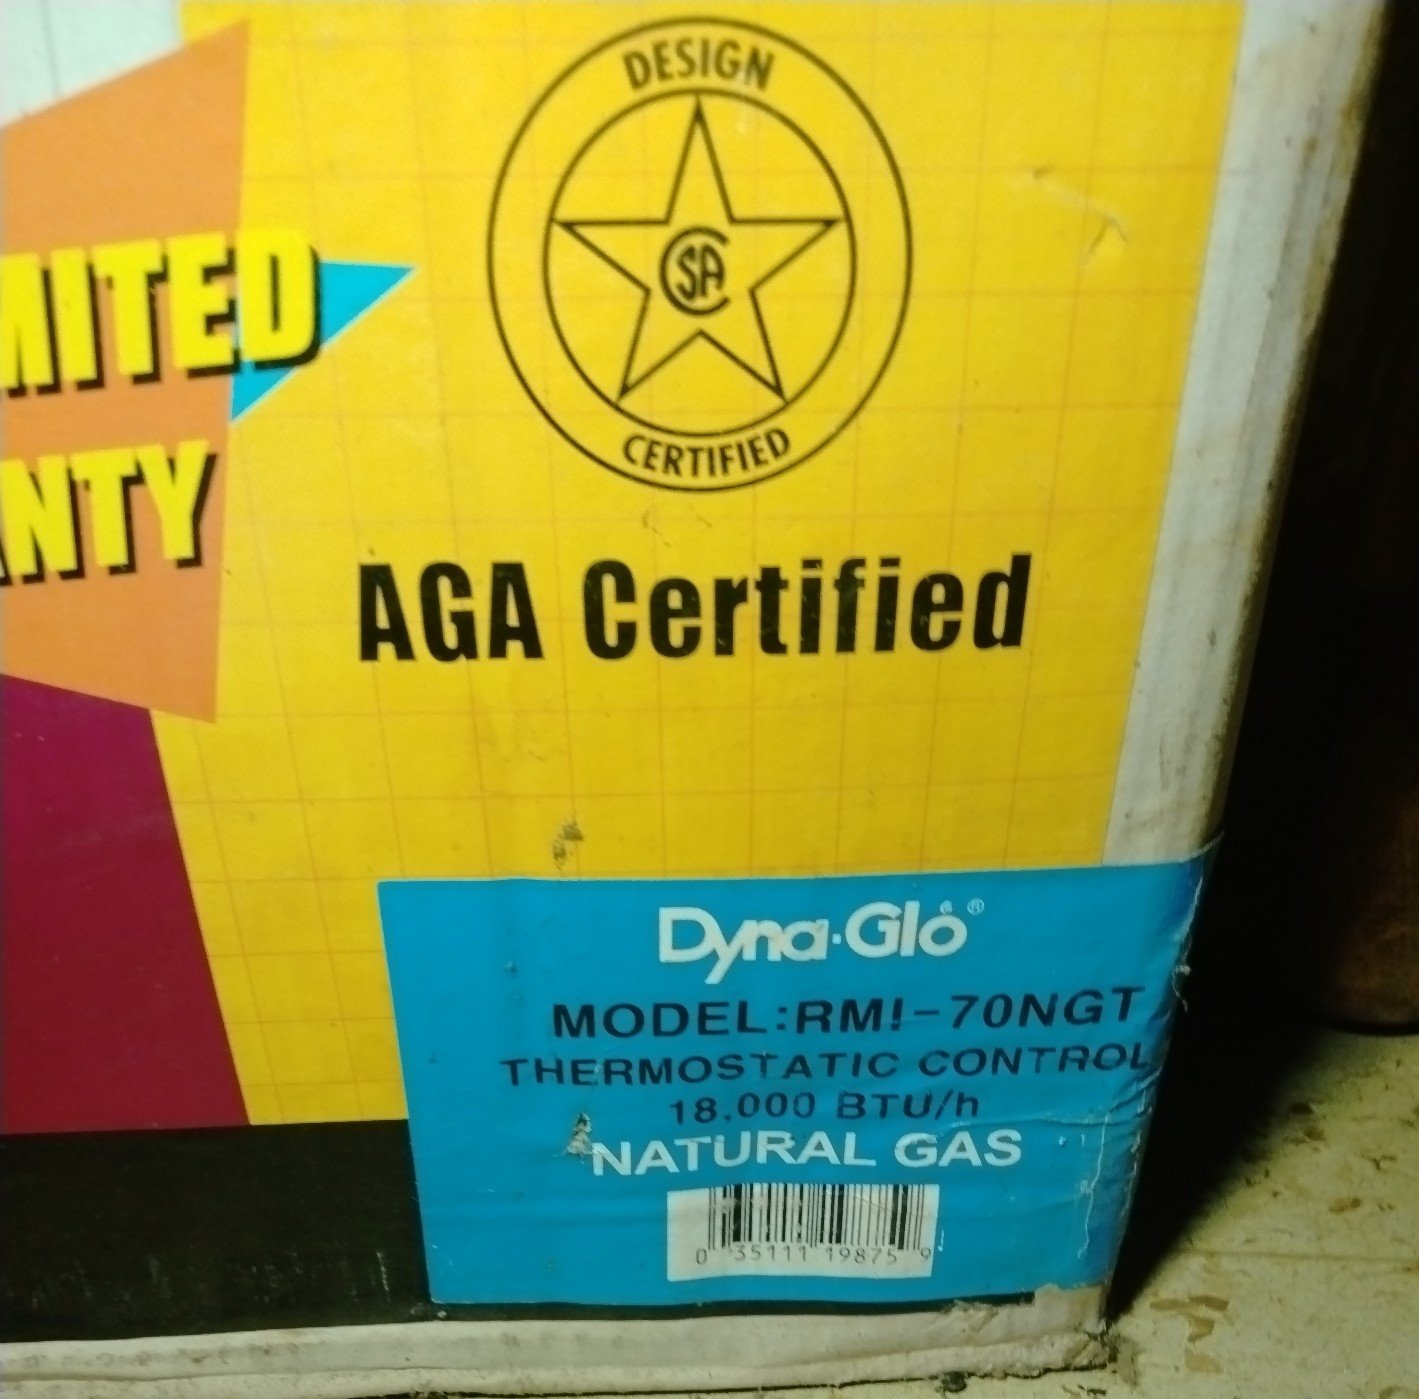 DESIGN
CSA
CERTIFIED
MITED
ANTY
AGA Certified
Dyna·Glo®
MODEL:RMI-70NGT
THERMOSTATIC CONTROL
18,000 BTU/h
NATURAL GAS
0 35111 19875 9